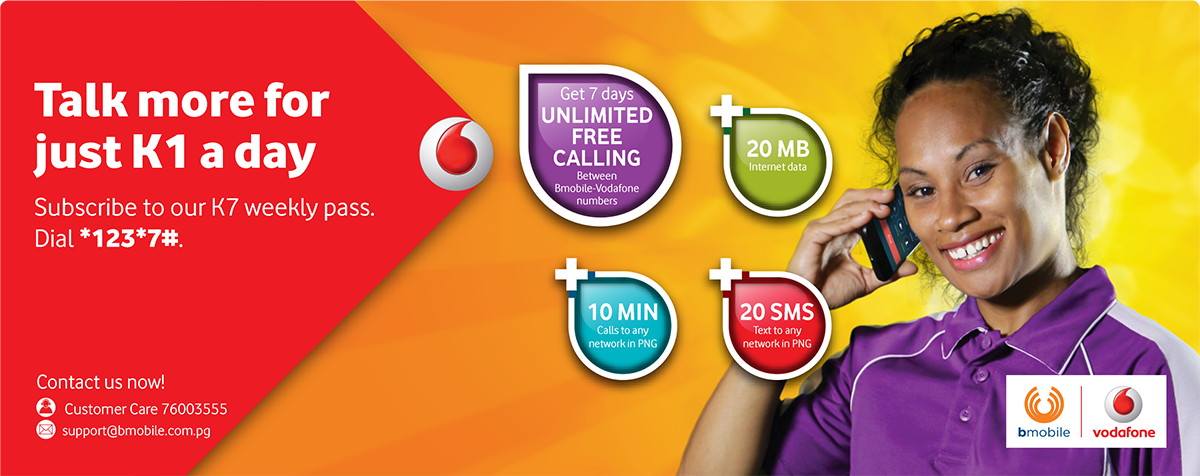 Talk more for
just K1 a day
Subscribe to our K7 weekly pass.
Dial *123*7#.
Contact us now!
Customer Care 76003555
support@bmobile.com.pg
Get 7 days
UNLIMITED
FREE
CALLING
Between
Bmobile-Vodafone
numbers
20 MB
Internet data
10 MIN
Calls to any
network in PNG
20 SMS
Text to any
network in PNG
bmobile
vodafone